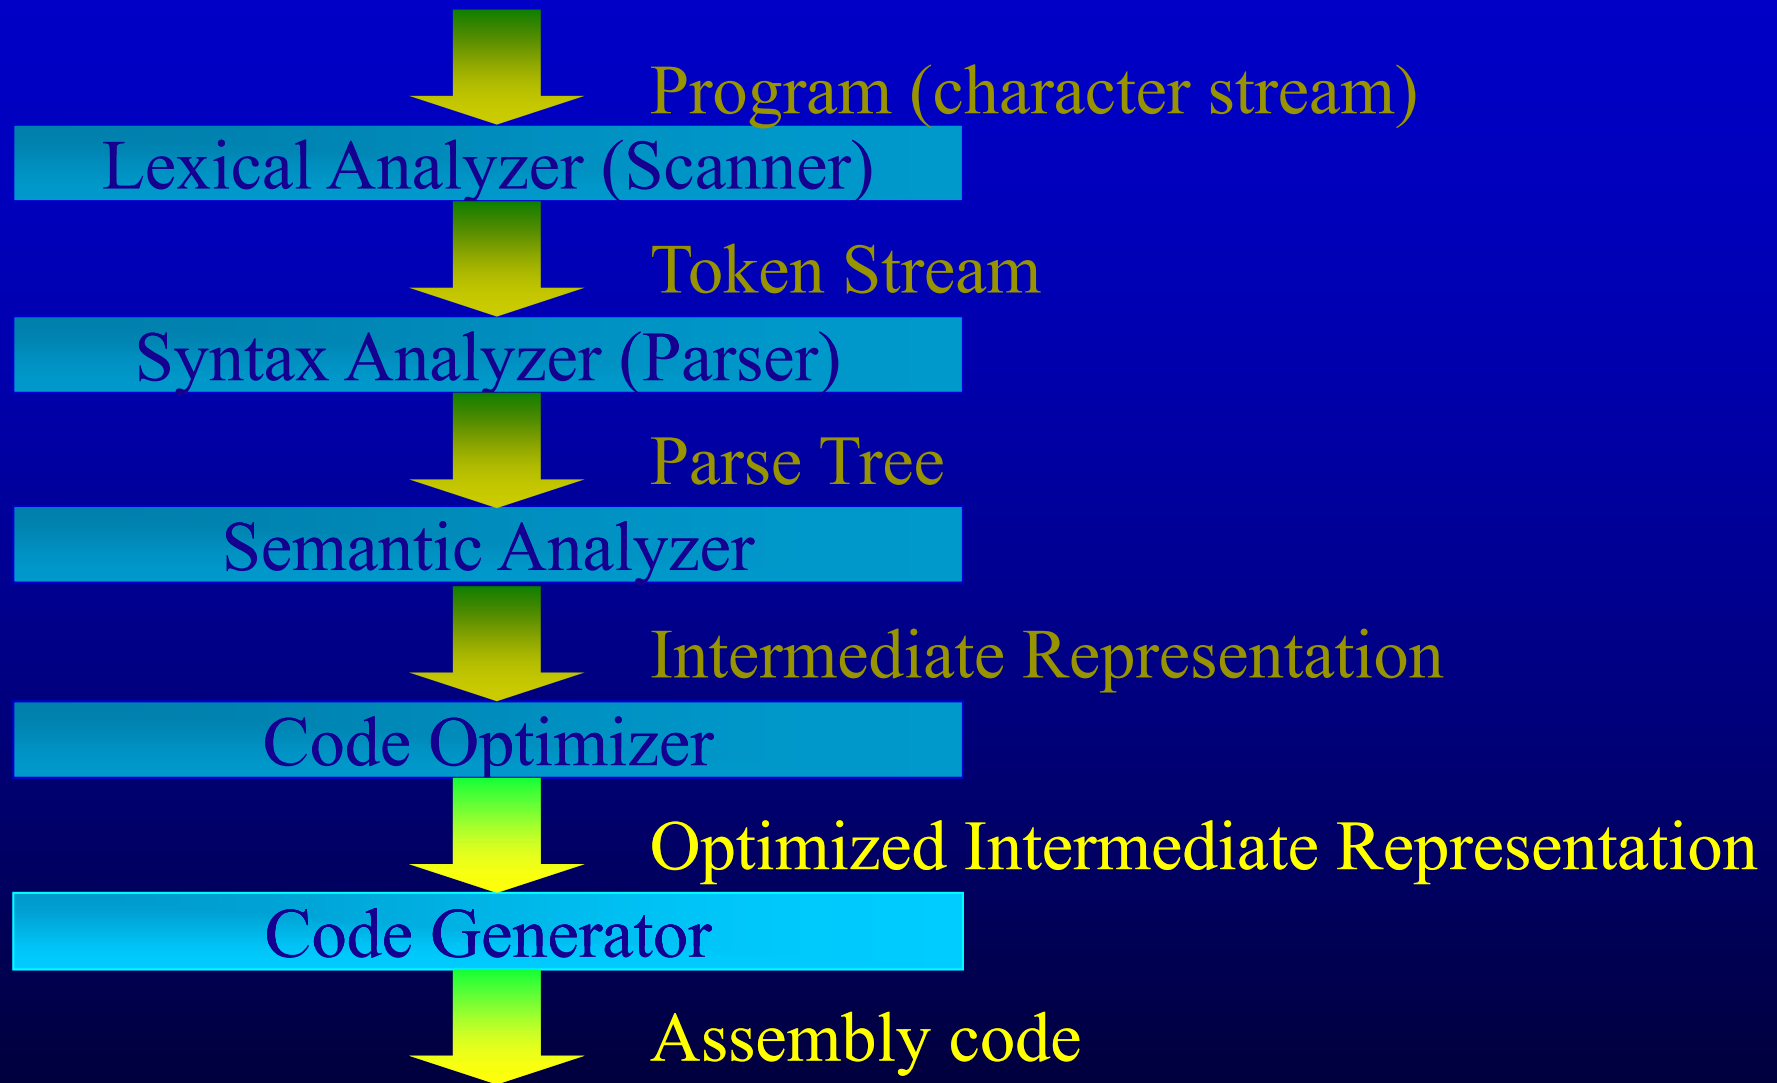 Program (character stream)
Lexical Analyzer (Scanner)
Token Stream
Syntax Analyzer (Parser)
Parse Tree
Semantic Analyzer
Intermediate Representation
Code Optimizer
Optimized Intermediate Representation
Code Generator
Assembly code